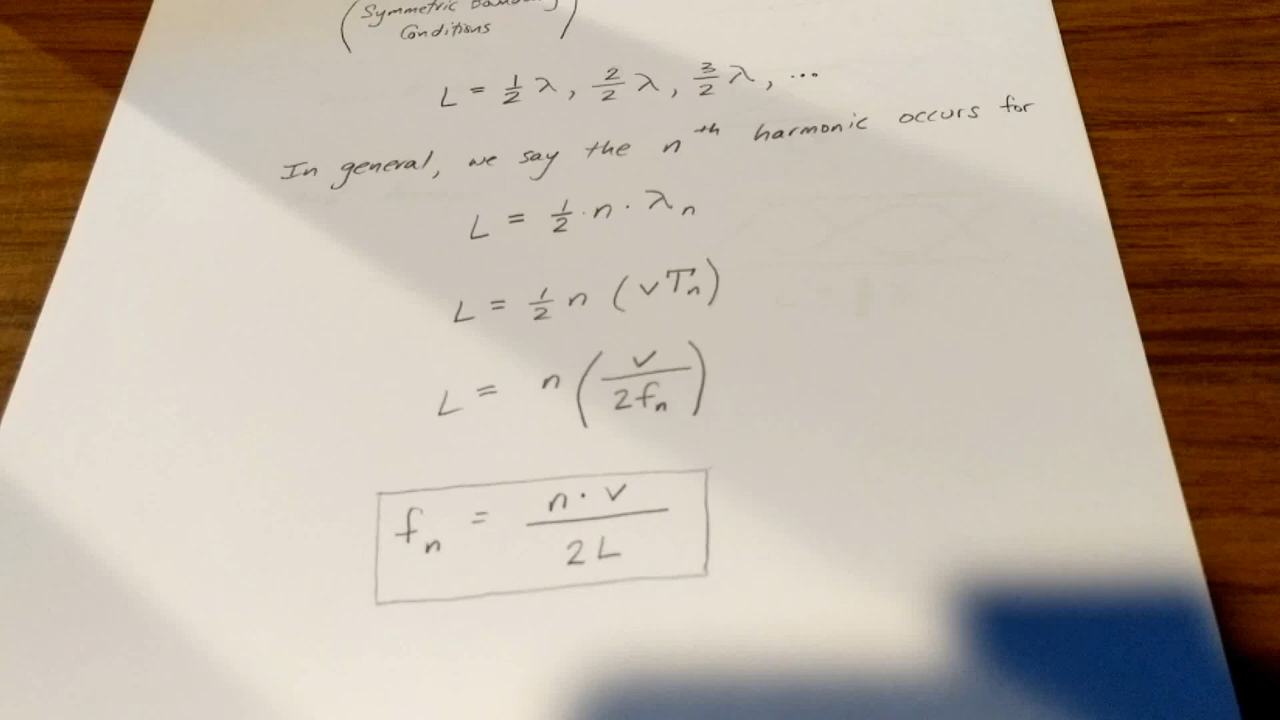 (Symmetric
Conditions)
L = 1/2 λ, 2/2 λ, 3/2 λ, ...
In general, we say the nᵗʰ harmonic occurs for
L = 1/2 · n · λₙ
L = 1/2 n (vTₙ)
L = n (v / 2fₙ)
fₙ = n · v / 2L